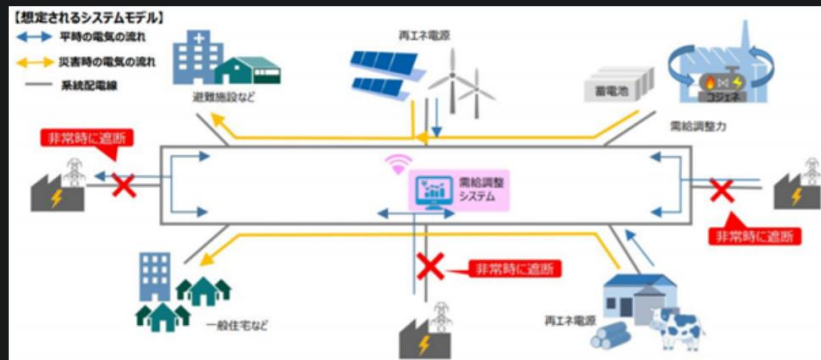 【想定されるシステムモデル】
平時の電気の流れ
災害時の電気の流れ
系統配電線
避難施設など
再エネ電源
蓄電池
コジェネ
需給調整力
非常時に遮断
需給調整
システム
非常時に遮断
非常時に遮断
一般住宅など
再エネ電源